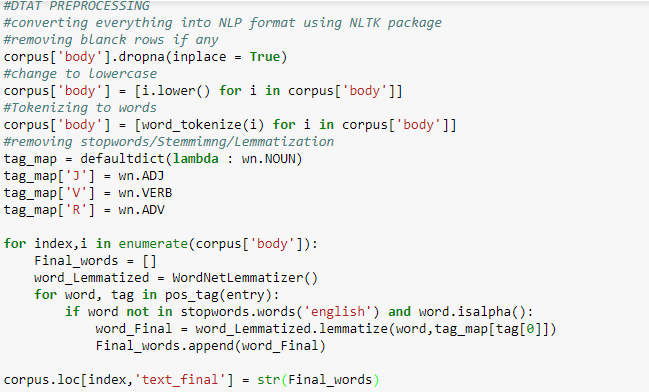 #DTAT PREPROCESSING
#converting everything into NLP format using NLTK package
#removing blanck rows if any
corpus['body'].dropna(inplace = True)
#change to Lowercase
corpus['body'] = [i.lower() for i in corpus['body']]
#Tokenizing to words
corpus['body'] = [word_tokenize(i) for i in corpus['body']]
#removing stopwords/Stemmimng/Lemmatization
tag_map = defaultdict(lambda : wn.NOUN)
tag_map['J'] = wn.ADJ
tag_map['V'] = wn.VERB
tag_map['R'] = wn.ADV
for index,i in enumerate(corpus['body']):
    Final_words = []
    word_Lemmatized = WordNetLemmatizer()
    for word, tag in pos_tag(entry):
        if word not in stopwords.words('english') and word.isalpha():
            word_Final = word_Lemmatized.lemmatize(word,tag_map[tag[0]])
            Final_words.append(word_Final)
corpus.loc[index,'text_final'] = str(Final_words)